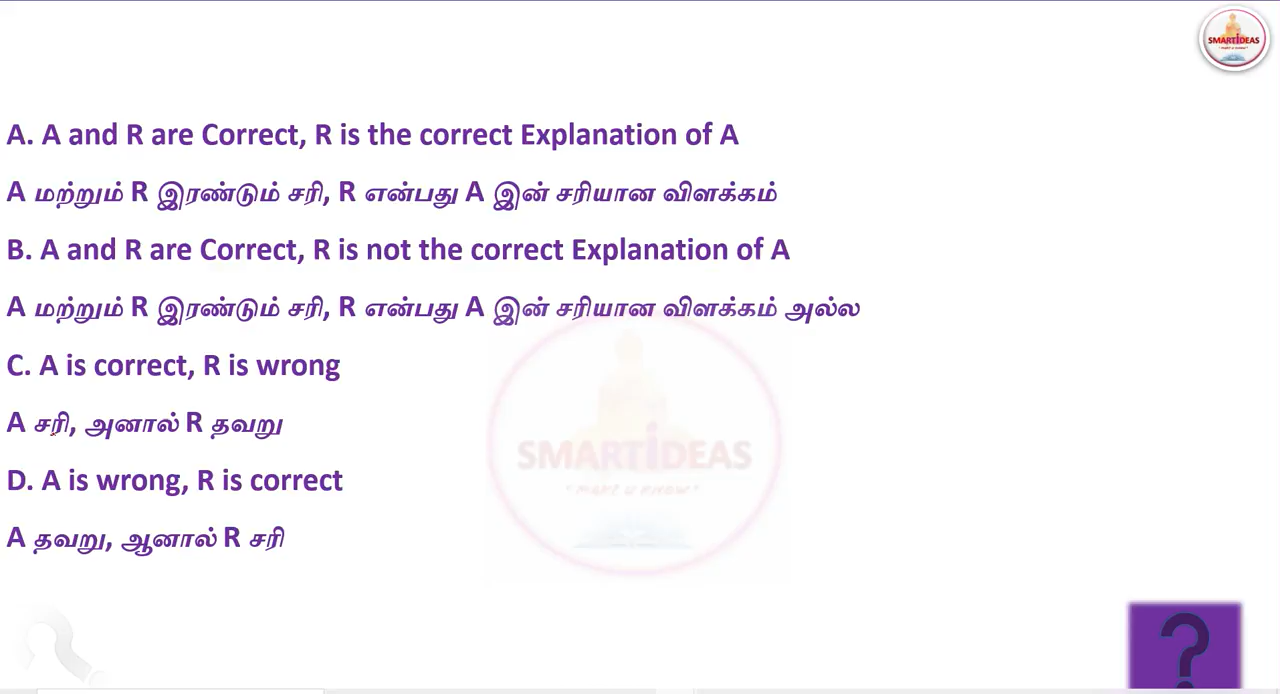 SMARTIDEAS
A. A and R are Correct, R is the correct Explanation of A
A மற்றும் R இரண்டும் சரி, R என்பது A இன் சரியான விளக்கம்
B. A and R are Correct, R is not the correct Explanation of A
A மற்றும் R இரண்டும் சரி, R என்பது A இன் சரியான விளக்கம் அல்ல
C. A is correct, R is wrong
A சரி, அனால் R தவறு
D. A is wrong, R is correct
A தவறு, ஆனால் R சரி
SMARTiDEAS